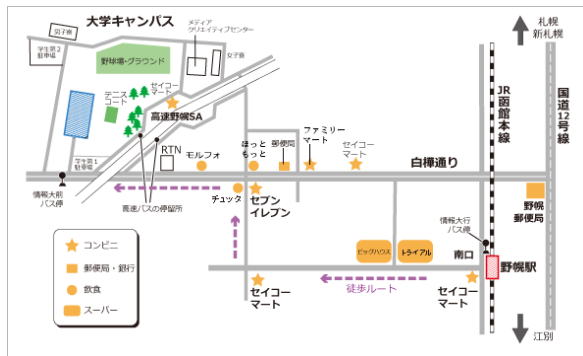 大学キャンパス
男子寮
メディア
クリエイティブセンター
学生第2
駐車場
野球場・グラウンド
女子寮
セイコー
マート
テニス
コート
高速野幌SA
RTN
モルフォ
ほっと
もっと
郵便局
ファミリー
マート
セイコー
マート
白樺通り
学生第1
駐車場
情報大前
バス停
高速バスの停留所
チュック
セブン
イレブン
JR函館本線
国道12号線
札幌
新札幌
野幌
郵便局
情報大行
バス停
南口
野幌駅
ビッグハウス
トライアル
セイコー
マート
徒歩ルート
セイコー
マート
江別
コンビニ
郵便局・銀行
飲食
スーパー